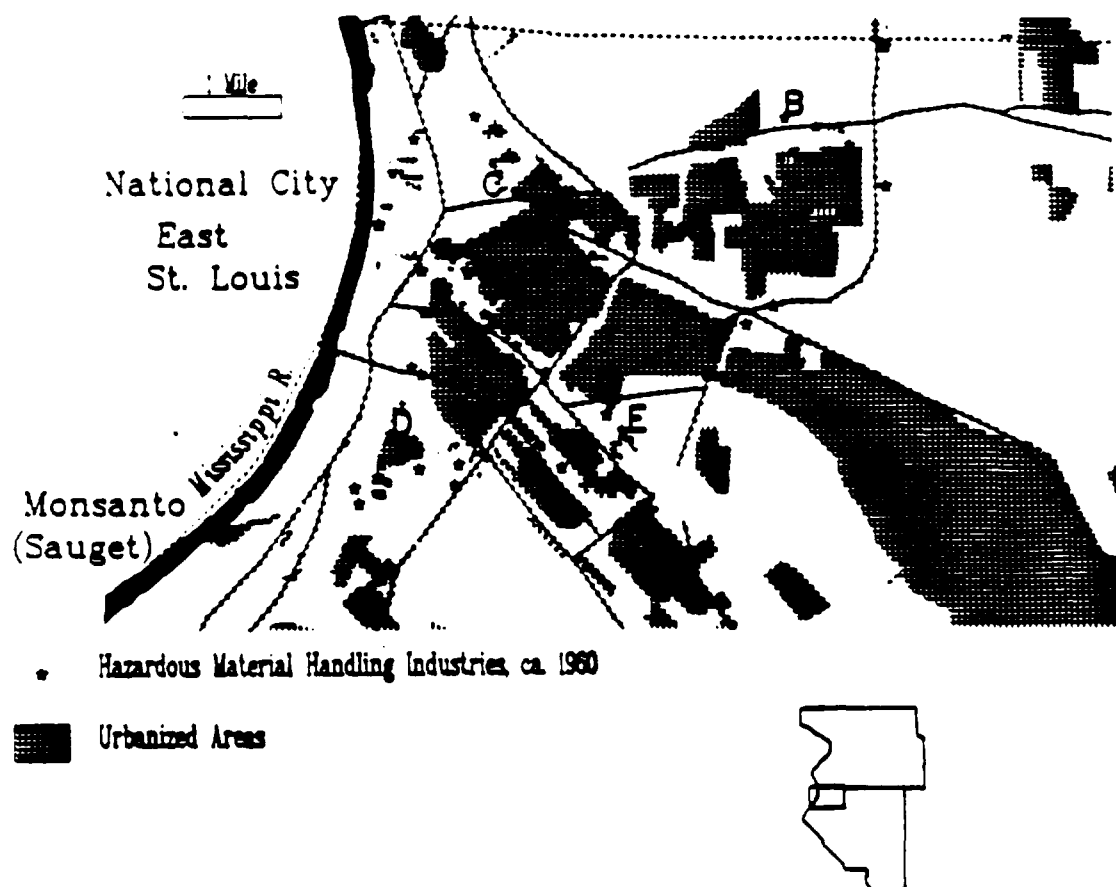 1 Mile
B
National City
C
East
St. Louis
Mississippi R.
D
E
Monsanto
(Sauget)
Hazardous Material Handling Industries, ca. 1960
Urbanized Areas